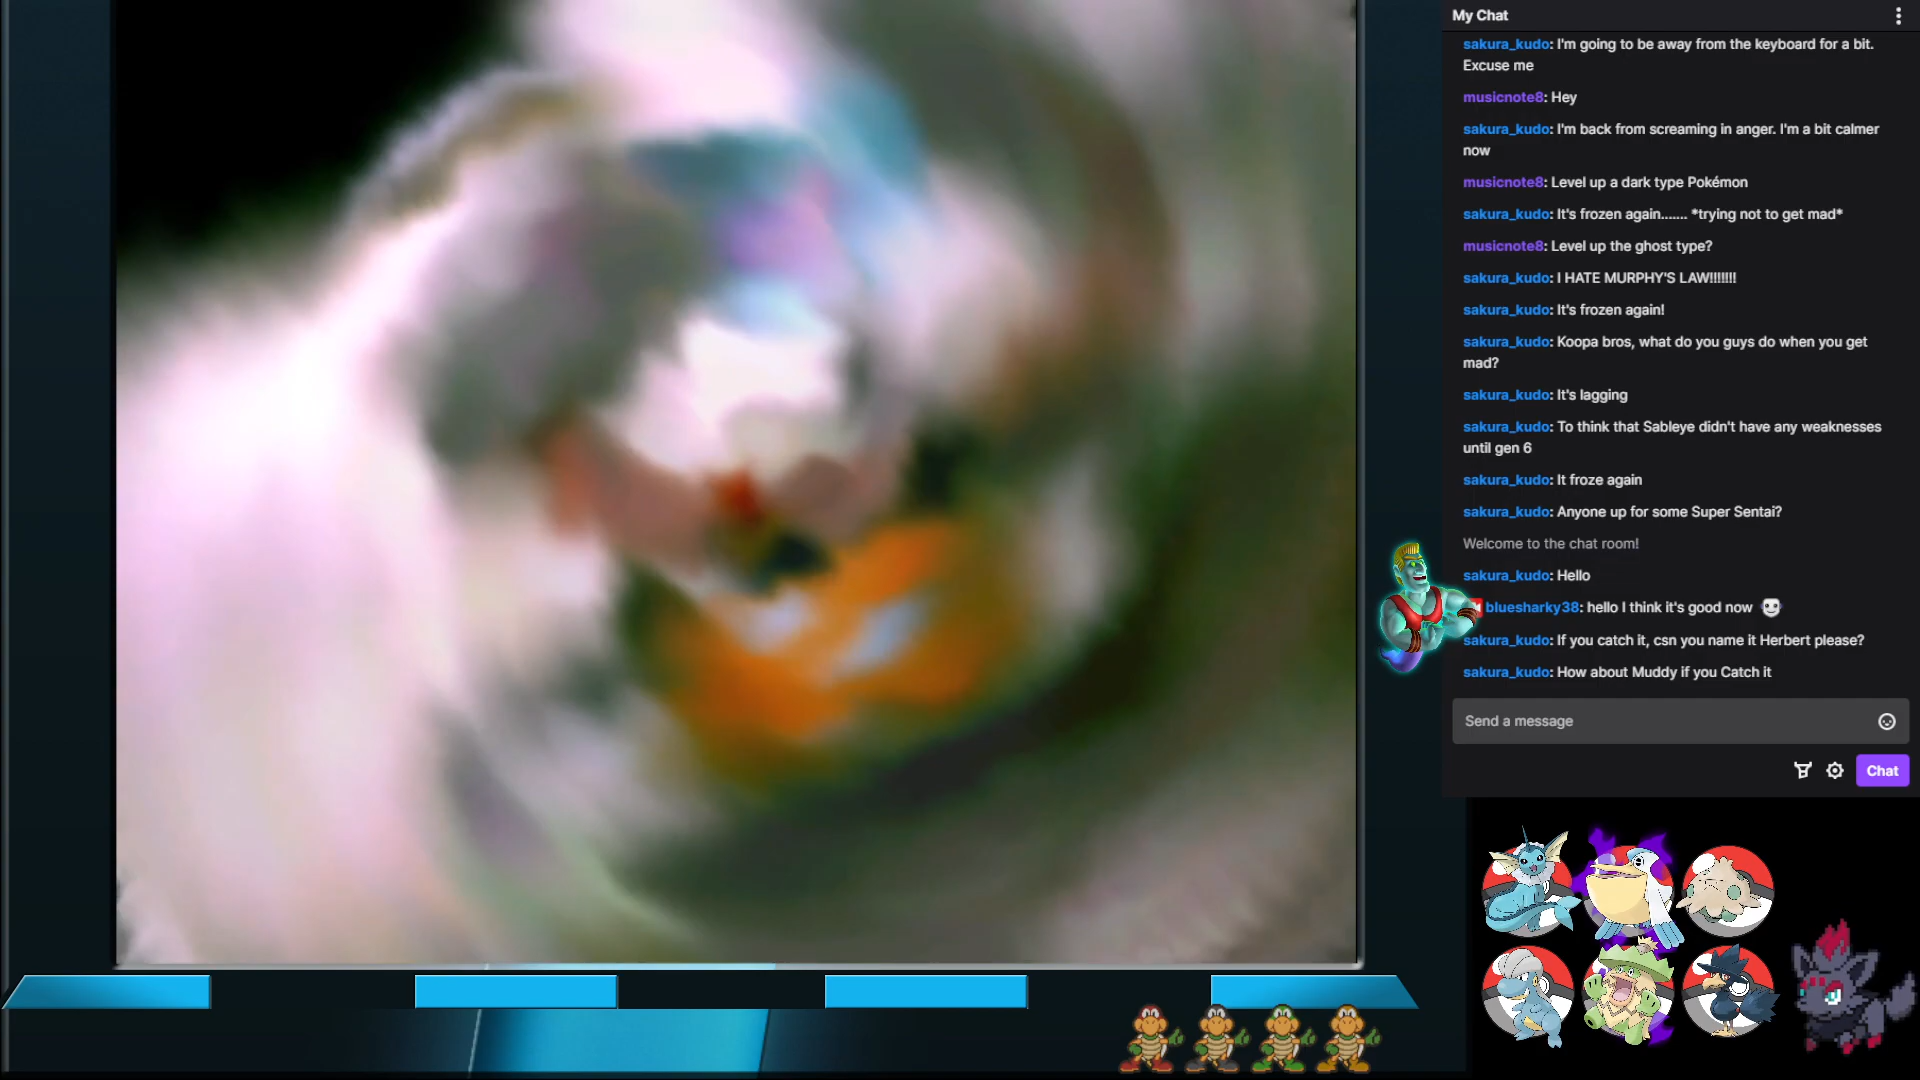 My Chat
sakura_kudo: I'm going to be away from the keyboard for a bit.
Excuse me
musicnote8: Hey
sakura_kudo: I'm back from screaming in anger. I'm a bit calmer
now
musicnote8: Level up a dark type Pokémon
sakura_kudo: It's frozen again....... *trying not to get mad*
musicnote8: Level up the ghost type?
sakura_kudo: I HATE MURPHY'S LAW!!!!!!!
sakura_kudo: It's frozen again!
sakura_kudo: Koopa bros, what do you guys do when you get
mad?
sakura_kudo: It's lagging
sakura_kudo: To think that Sableye didn't have any weaknesses
until gen 6
sakura_kudo: It froze again
sakura_kudo: Anyone up for some Super Sentai?
Welcome to the chat room!
sakura_kudo: Hello
bluesharky38: hello I think it's good now
sakura_kudo: If you catch it, csn you name it Herbert please?
sakura_kudo: How about Muddy if you Catch it
Send a message
Chat